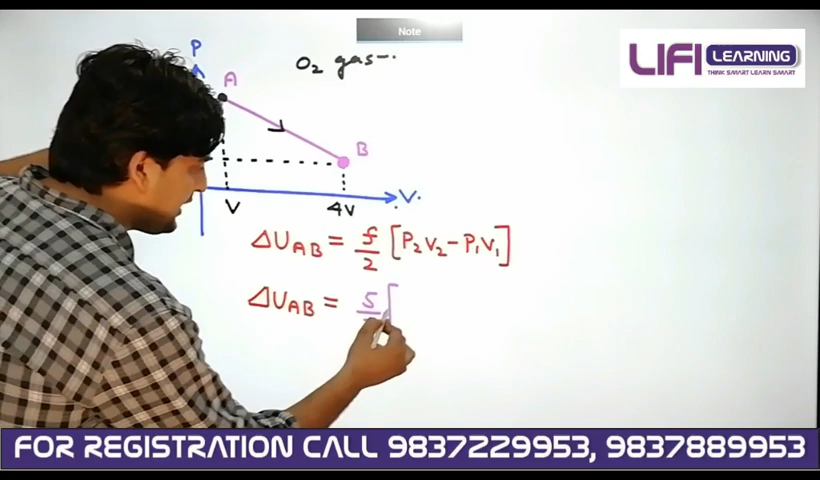 Note
LIFI LEARNING
THINK SMART LEARN SMART
P
O₂ gas-.
A
B
V.
V
4V
ΔU_AB = f/2 [P₂V₂-P₁V₁]
ΔU_AB = 5/ [
FOR REGISTRATION CALL 9837229953, 9837889953